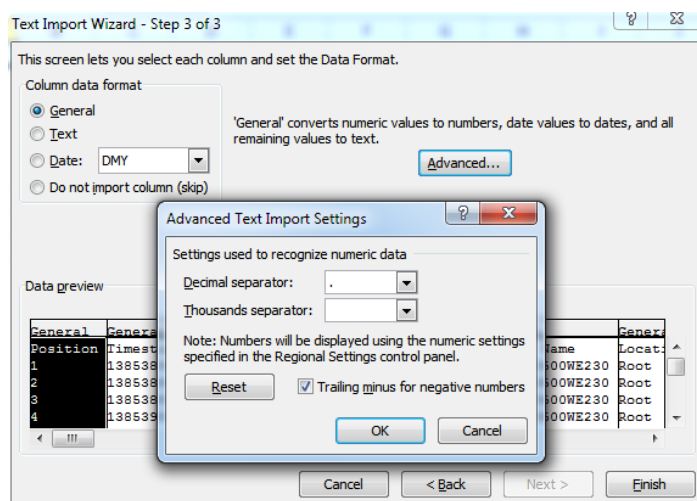 Text Import Wizard - Step 3 of 3
This screen lets you select each column and set the Data Format.
Column data format
General
Text
Date: DMY
Do not import column (skip)
'General' converts numeric values to numbers, date values to dates, and all
remaining values to text.
Advanced...
Advanced Text Import Settings
Settings used to recognize numeric data
Decimal separator: .
Thousands separator:
Note: Numbers will be displayed using the numeric settings
specified in the Regional Settings control panel.
Reset
Trailing minus for negative numbers
OK Cancel
Data preview
General Genera Genera
Position Timest Name Locat
1 138538 500WE230 Root
2 138538 500WE230 Root
3 138538 500WE230 Root
4 138539 500WE230 Root
Cancel < Back Next > Finish